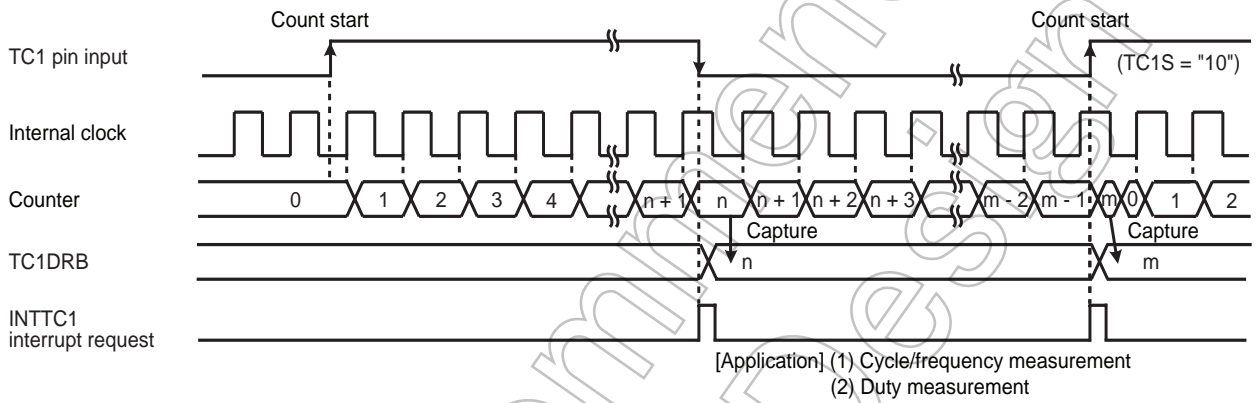 Count start
Count start
TC1 pin input
(TC1S = "10")
Internal clock
Counter
0 1 2 3 4 n + 1 n n + 1 n + 2 n + 3 m - 2 m - 1 m 0 1 2
Capture
Capture
TC1DRB
n
m
INTTC1
interrupt request
[Application] (1) Cycle/frequency measurement
(2) Duty measurement